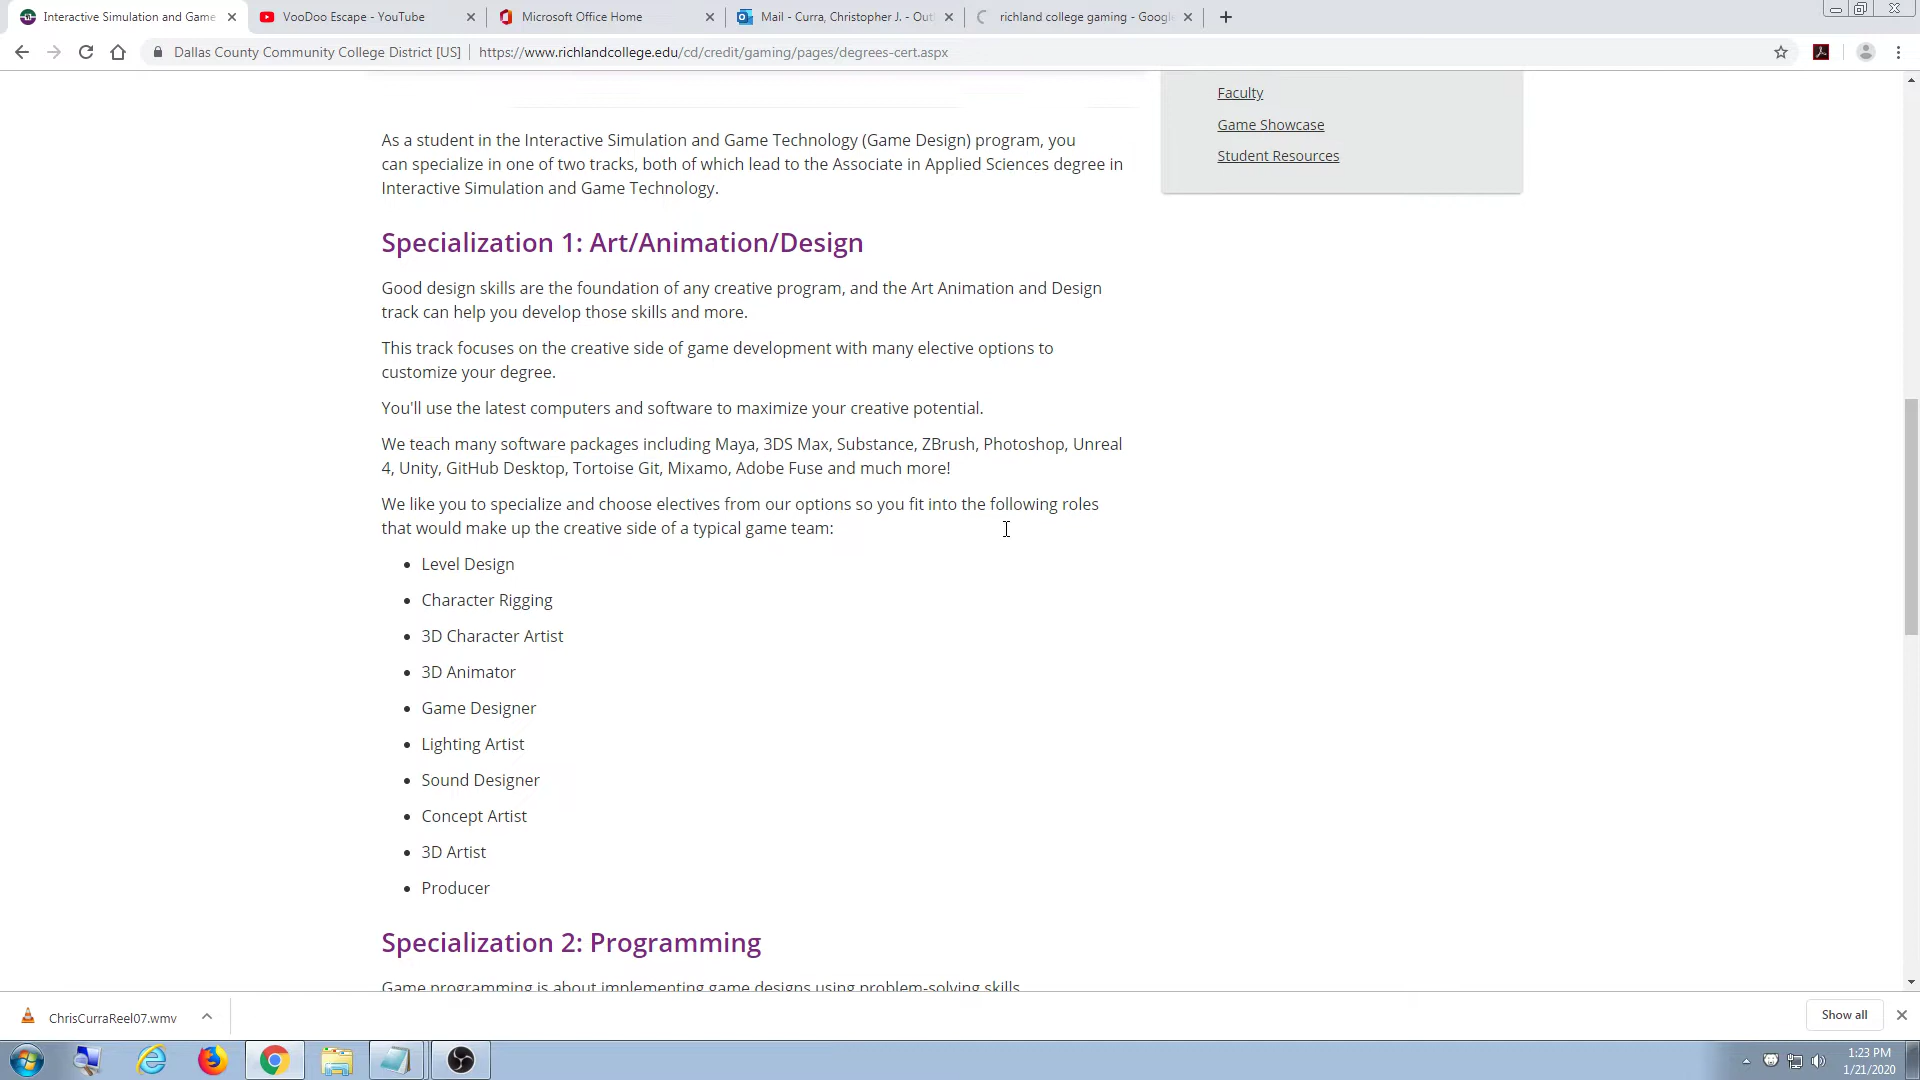 Interactive Simulation and Game
VooDoo Escape - YouTube
Microsoft Office Home
Mail - Curra, Christopher J. - Out
richland college gaming - Google
Dallas County Community College District [US]
https://www.richlandcollege.edu/cd/credit/gaming/pages/degrees-cert.aspx
Faculty
Game Showcase
Student Resources
As a student in the Interactive Simulation and Game Technology (Game Design) program, you
can specialize in one of two tracks, both of which lead to the Associate in Applied Sciences degree in
Interactive Simulation and Game Technology.
Specialization 1: Art/Animation/Design
Good design skills are the foundation of any creative program, and the Art Animation and Design
track can help you develop those skills and more.
This track focuses on the creative side of game development with many elective options to
customize your degree.
You'll use the latest computers and software to maximize your creative potential.
We teach many software packages including Maya, 3DS Max, Substance, ZBrush, Photoshop, Unreal
4, Unity, GitHub Desktop, Tortoise Git, Mixamo, Adobe Fuse and much more!
We like you to specialize and choose electives from our options so you fit into the following roles
that would make up the creative side of a typical game team:
Level Design
Character Rigging
3D Character Artist
3D Animator
Game Designer
Lighting Artist
Sound Designer
Concept Artist
3D Artist
Producer
Specialization 2: Programming
Game programming is about implementing game designs using problem-solving skills
ChrisCurraReel07.wmv
Show all
1:23 PM
1/21/2020